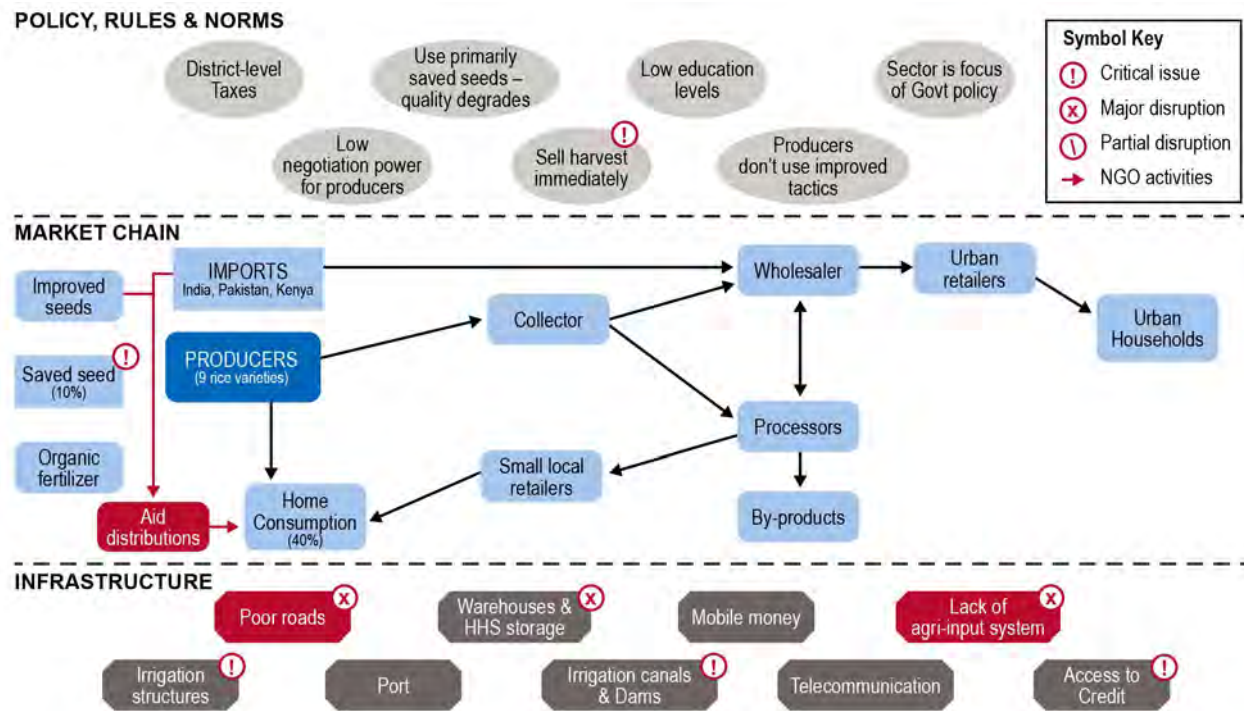 POLICY, RULES & NORMS
District-level
Taxes
Use primarily
saved seeds –
quality degrades
Low education
levels
Sector is focus
of Govt policy
Low
negotiation power
for producers
!
Sell harvest
immediately
Producers
don't use improved
tactics
Symbol Key
! Critical issue
x Major disruption
\ Partial disruption
NGO activities
MARKET CHAIN
Improved
seeds
IMPORTS
India, Pakistan, Kenya
Wholesaler
Urban
retailers
Urban
Households
Collector
PRODUCERS
(9 rice varieties)
!
Saved seed
(10%)
Organic
fertilizer
Processors
Small local
retailers
By-products
Aid
distributions
Home
Consumption
(40%)
INFRASTRUCTURE
Poor roads
x
Warehouses &
HHS storage
x
Mobile money
Lack of
agri-input system
x
Irrigation
structures
!
Port
Irrigation canals
& Dams
!
Telecommunication
Access to
Credit
!